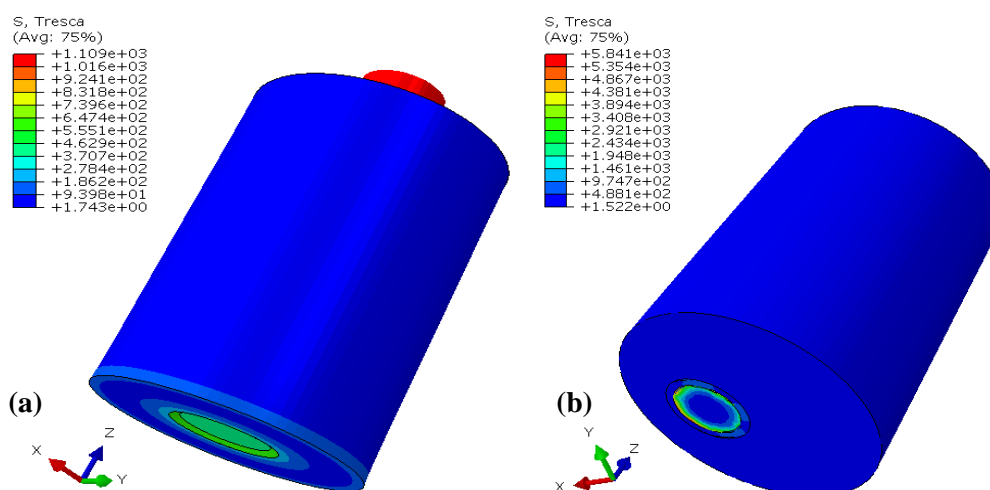 S, Tresca
(Avg: 75%)
+1.109e+03
+1.016e+03
+9.241e+02
+8.318e+02
+7.396e+02
+6.474e+02
+5.551e+02
+4.629e+02
+3.707e+02
+2.784e+02
+1.862e+02
+9.398e+01
+1.743e+00
(a)
X
Z
Y
S, Tresca
(Avg: 75%)
+5.841e+03
+5.354e+03
+4.867e+03
+4.381e+03
+3.894e+03
+3.408e+03
+2.921e+03
+2.434e+03
+1.948e+03
+1.461e+03
+9.747e+02
+4.881e+02
+1.522e+00
(b)
Y
Z
X